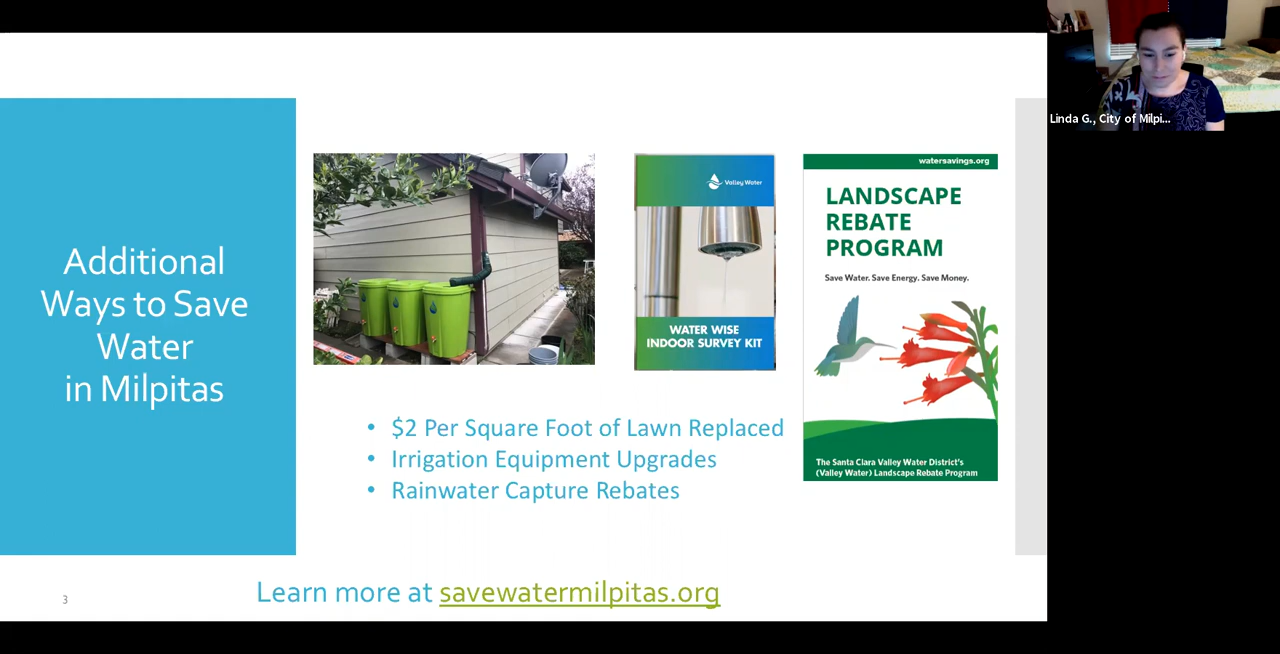 Additional
Ways to Save
Water
in Milpitas
Valley Water
WATER WISE
INDOOR SURVEY KIT
watersavings.org
LANDSCAPE
REBATE
PROGRAM
Save Water. Save Energy. Save Money.
The Santa Clara Valley Water District's
(Valley Water) Landscape Rebate Program
• $2 Per Square Foot of Lawn Replaced
• Irrigation Equipment Upgrades
• Rainwater Capture Rebates
Learn more at savewatermilpitas.org
3
Linda G., City of Milpi...